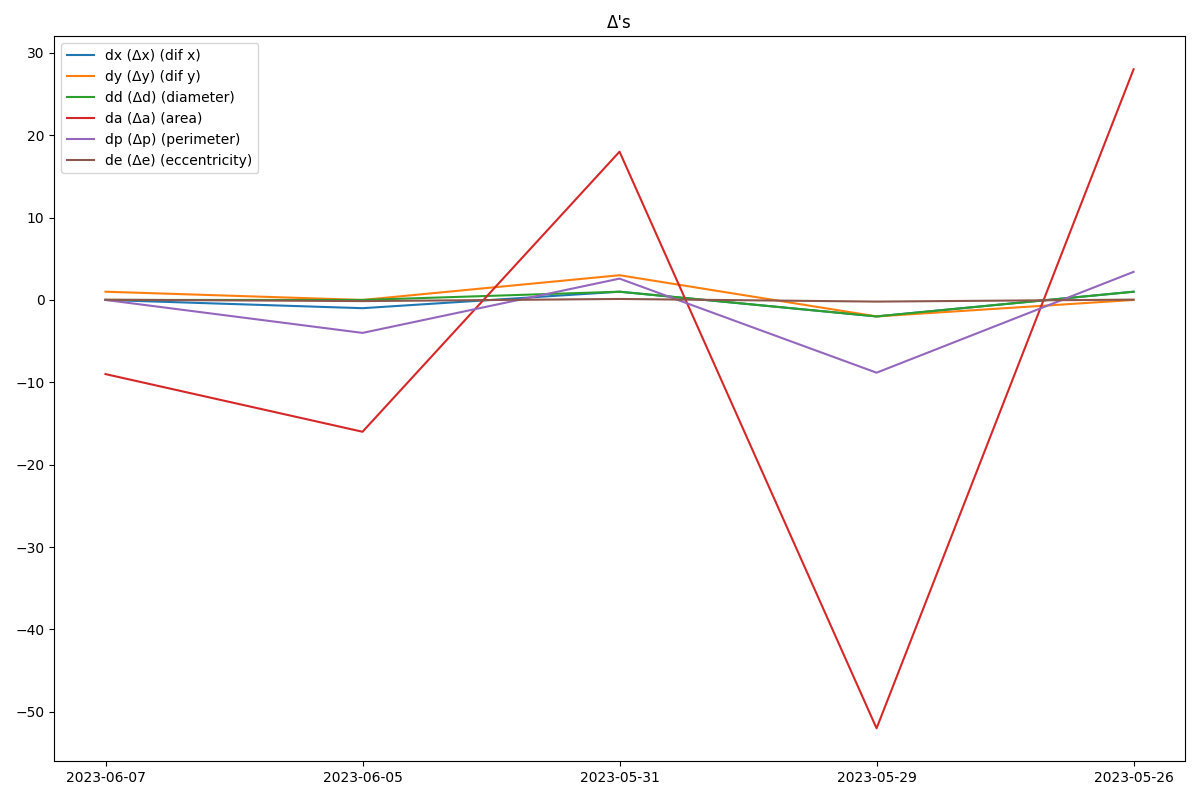 Δ's
dx (Δx) (dif x)
dy (Δy) (dif y)
dd (Δd) (diameter)
da (Δa) (area)
dp (Δp) (perimeter)
de (Δe) (eccentricity)
30
20
10
0
−10
−20
−30
−40
−50
2023-06-07 2023-06-05 2023-05-31 2023-05-29 2023-05-26